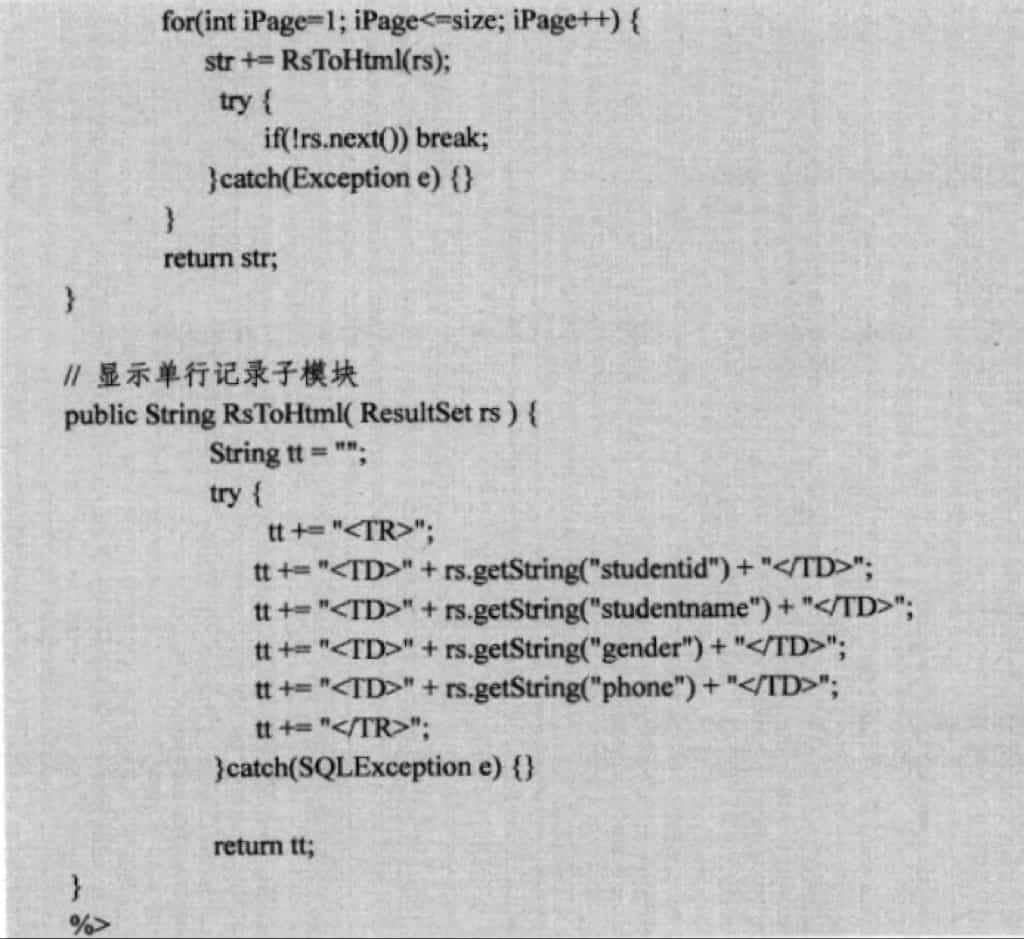 for(int iPage=1; iPage<=size; iPage++) {
str += RsToHtml(rs);
try {
if(!rs.next()) break;
}catch(Exception e) {}
}
return str;
}
// 显示单行记录子模块
public String RsToHtml( ResultSet rs ) {
String tt = "";
try {
tt += "<TR>";
tt += "<TD>" + rs.getString("studentid") + "</TD>";
tt += "<TD>" + rs.getString("studentname") + "</TD>";
tt += "<TD>" + rs.getString("gender") + "</TD>";
tt += "<TD>" + rs.getString("phone") + "</TD>";
tt += "</TR>";
}catch(SQLException e) {}
return tt;
}
%>